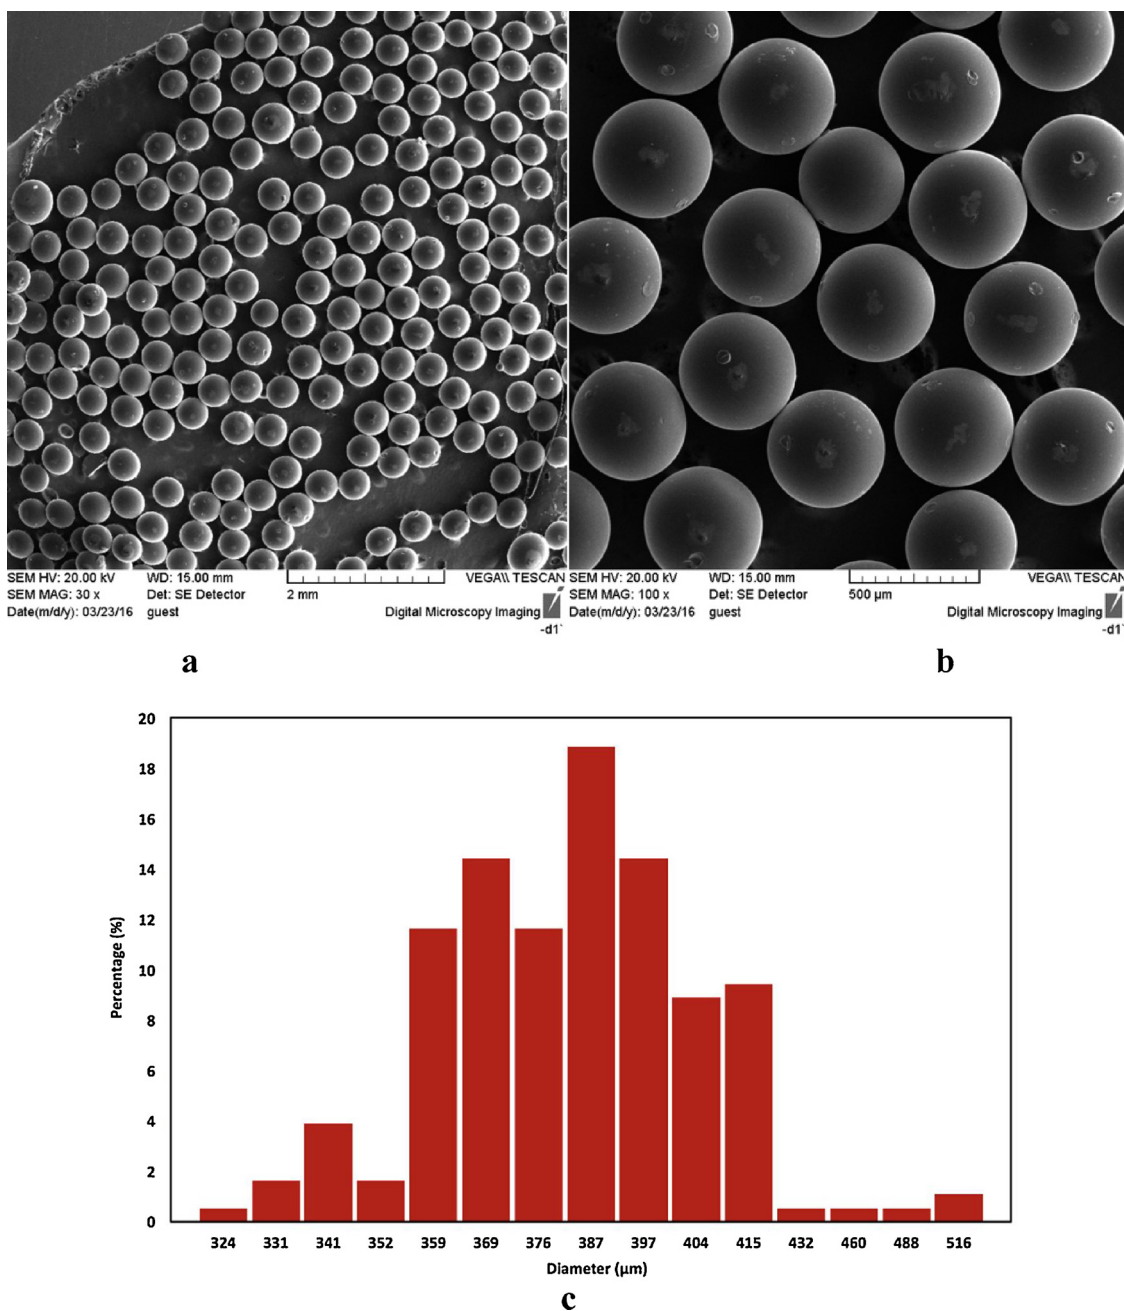 SEM HV: 20.00 kV WD: 15.00 mm VEGA\\ TESCAN
SEM MAG: 30 x Det: SE Detector 2 mm
Date(m/d/y): 03/23/16 guest Digital Microscopy Imaging
-d1`
SEM HV: 20.00 kV WD: 15.00 mm VEGA\\ TESCAN
SEM MAG: 100 x Det: SE Detector 500 µm
Date(m/d/y): 03/23/16 guest Digital Microscopy Imaging
-d1`
a
b
20
18
16
14
12
10
8
6
4
2
0
Percentage (%)
324 331 341 352 359 369 376 387 397 404 415 432 460 488 516
Diameter (µm)
c